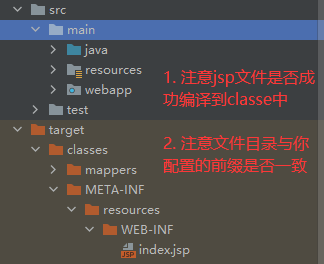 src
main
java
resources
webapp
test
target
classes
mappers
META-INF
resources
WEB-INF
JSP
index.jsp
1. 注意jsp文件是否成
功编译到classe中
2. 注意文件目录与你
配置的前缀是否一致